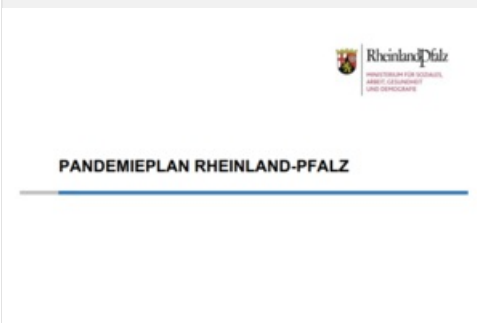 RheinlandPfalz
MINISTERIUM FÜR SOZIALES,
ARBEIT, GESUNDHEIT
UND DEMOGRAFIE
PANDEMIEPLAN RHEINLAND-PFALZ